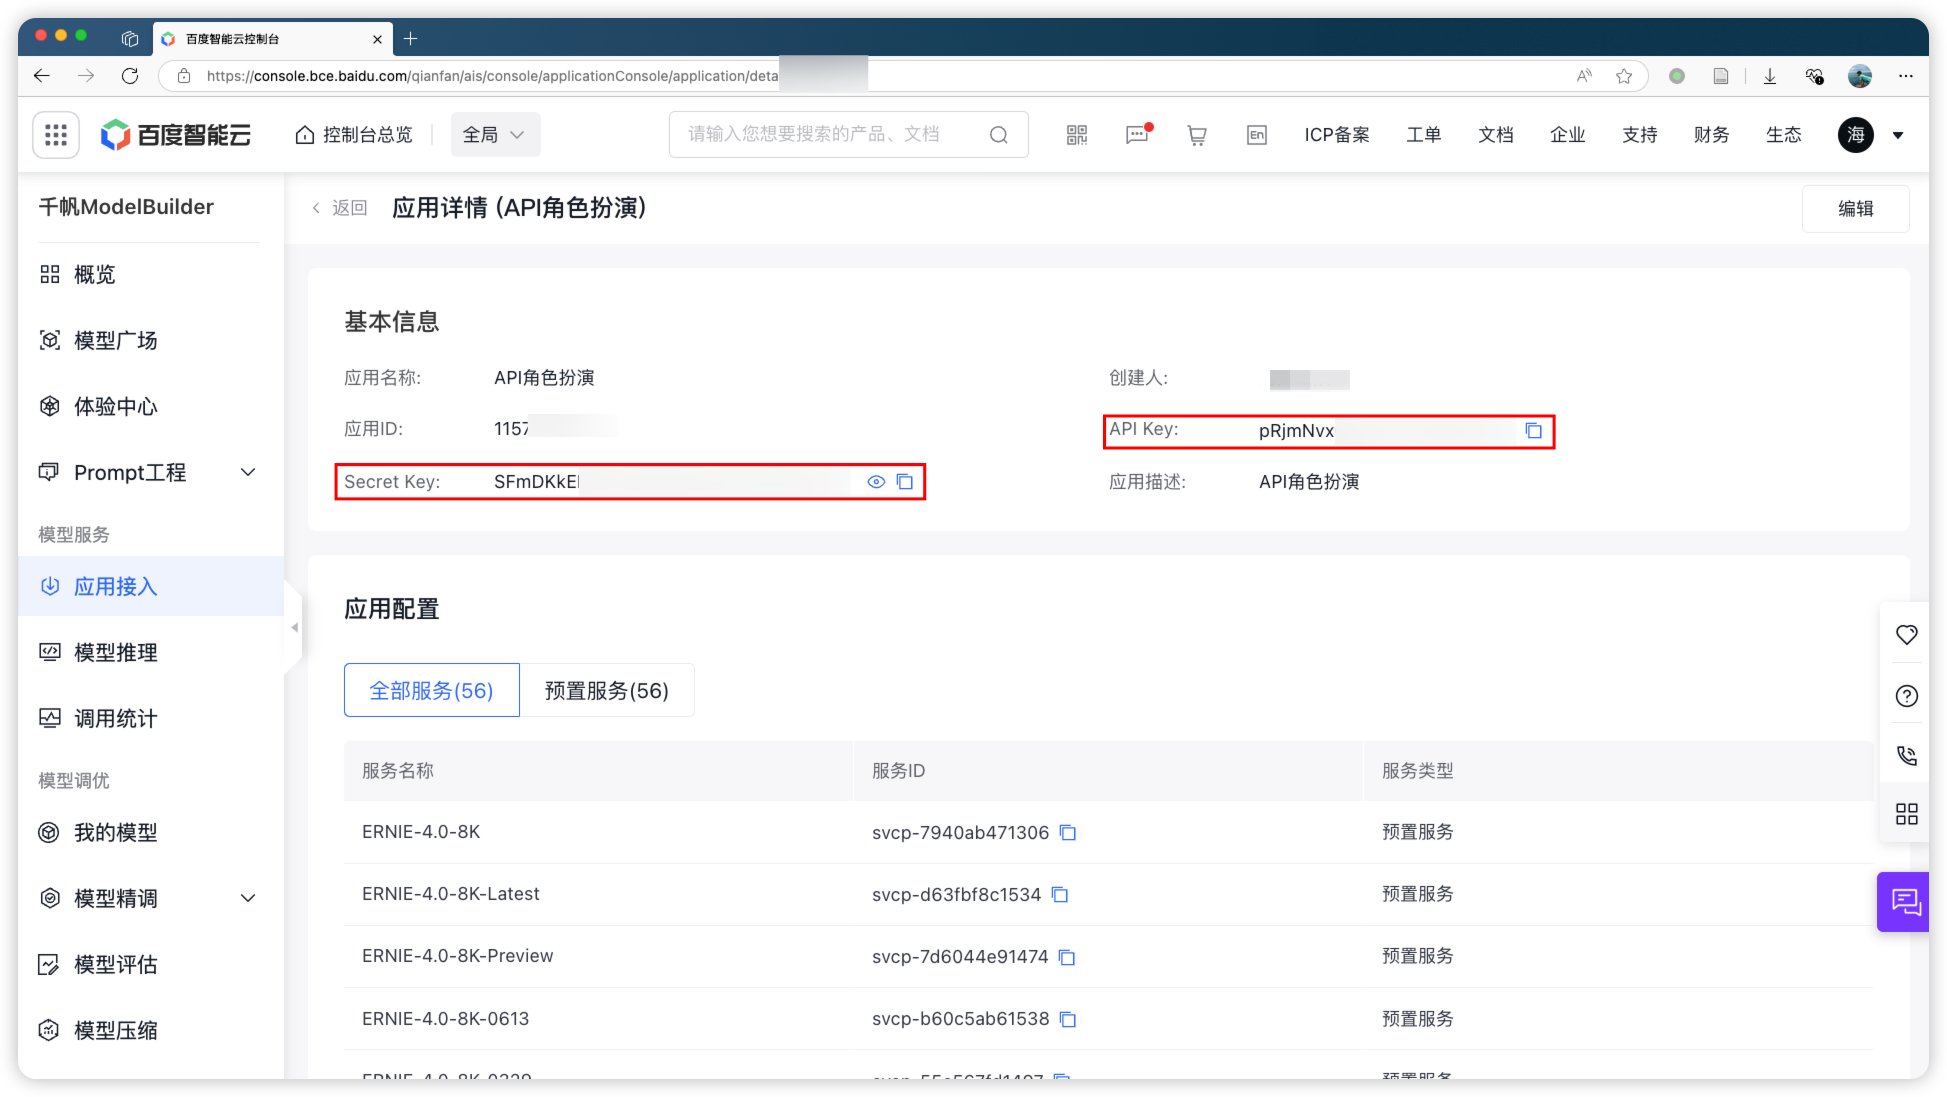 百度智能云控制台
https://console.bce.baidu.com/qianfan/ais/console/applicationConsole/application/deta
百度智能云
控制台总览
全局
请输入您想要搜索的产品、文档
En
ICP备案
工单
文档
企业
支持
财务
生态
海
千帆ModelBuilder
概览
模型广场
体验中心
Prompt工程
模型服务
应用接入
模型推理
调用统计
模型调优
我的模型
模型精调
模型评估
模型压缩
返回
应用详情 (API角色扮演)
编辑
基本信息
应用名称: API角色扮演
创建人:
应用ID: 1157
API Key: pRjmNvx
Secret Key: SFmDKkE
应用描述: API角色扮演
应用配置
全部服务(56) 预置服务(56)
服务名称 服务ID 服务类型
ERNIE-4.0-8K svcp-7940ab471306 预置服务
ERNIE-4.0-8K-Latest svcp-d63fbf8c1534 预置服务
ERNIE-4.0-8K-Preview svcp-7d6044e91474 预置服务
ERNIE-4.0-8K-0613 svcp-b60c5ab61538 预置服务